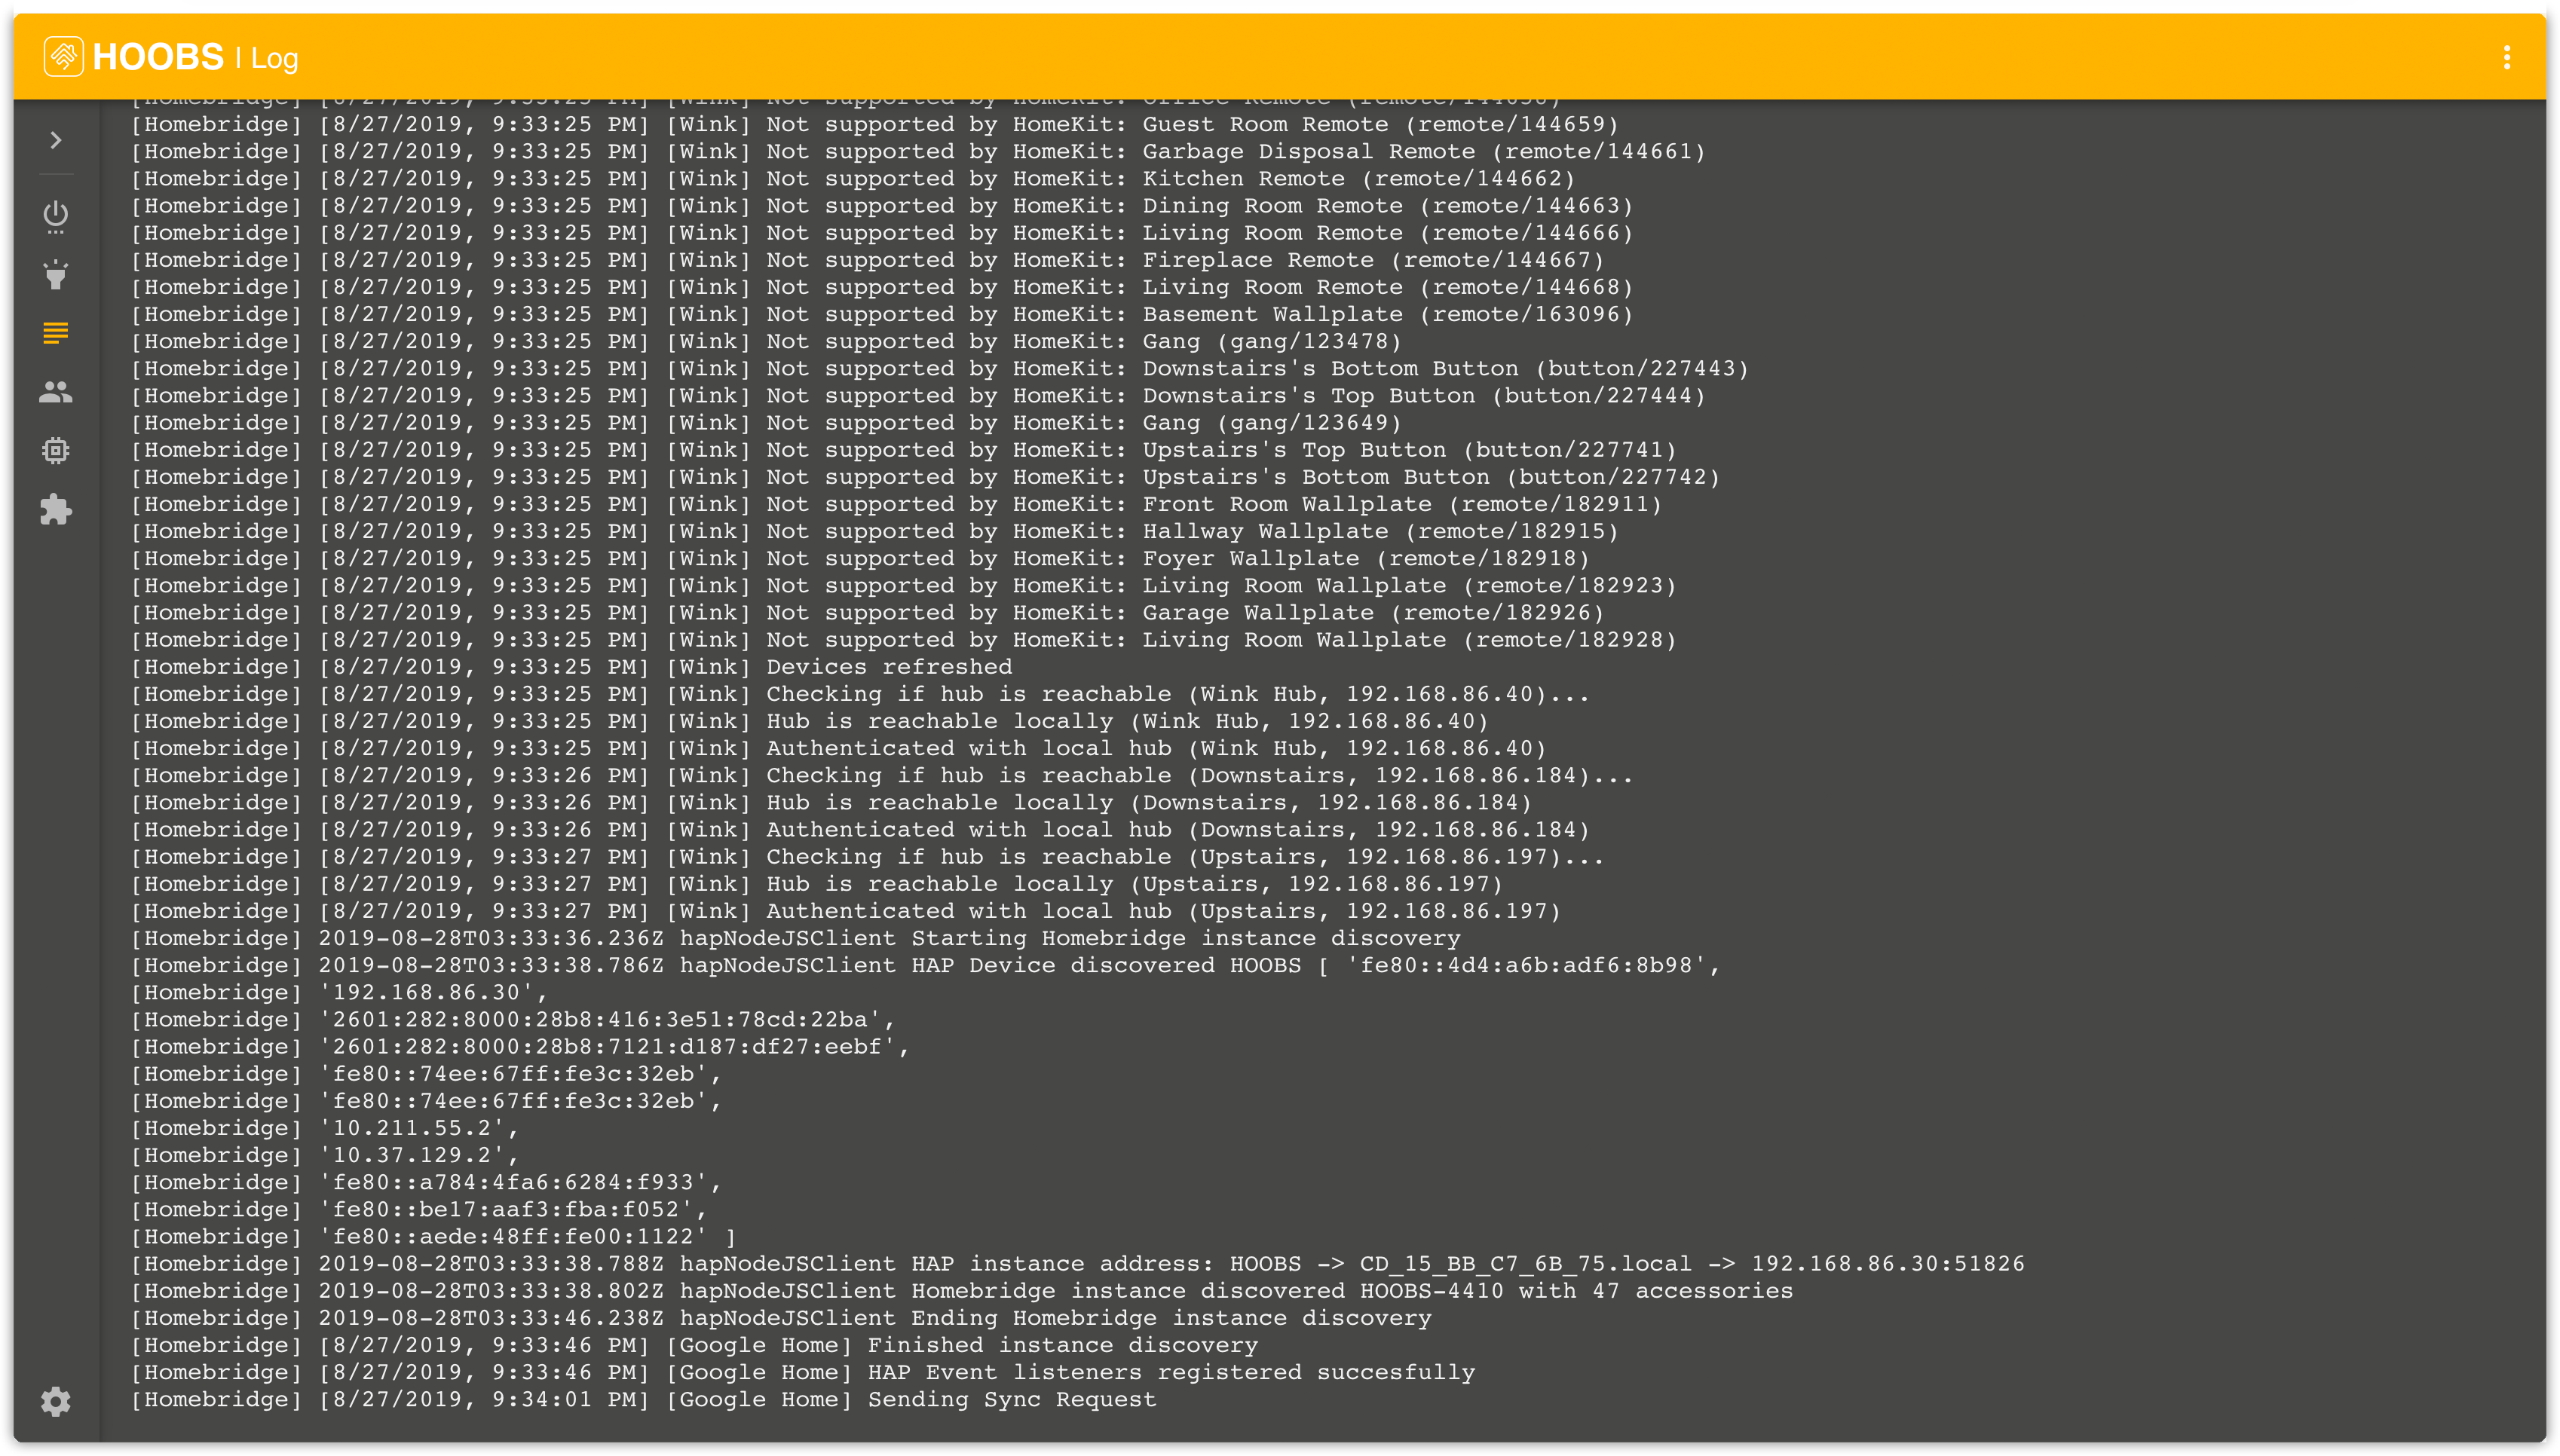 HOOBS | Log
[Homebridge] [8/27/2019, 9:33:25 PM] [Wink] Not supported by HomeKit: Office Remote
[Homebridge] [8/27/2019, 9:33:25 PM] [Wink] Not supported by HomeKit: Guest Room Remote (remote/144659)
[Homebridge] [8/27/2019, 9:33:25 PM] [Wink] Not supported by HomeKit: Garbage Disposal Remote (remote/144661)
[Homebridge] [8/27/2019, 9:33:25 PM] [Wink] Not supported by HomeKit: Kitchen Remote (remote/144662)
[Homebridge] [8/27/2019, 9:33:25 PM] [Wink] Not supported by HomeKit: Dining Room Remote (remote/144663)
[Homebridge] [8/27/2019, 9:33:25 PM] [Wink] Not supported by HomeKit: Living Room Remote (remote/144666)
[Homebridge] [8/27/2019, 9:33:25 PM] [Wink] Not supported by HomeKit: Fireplace Remote (remote/144667)
[Homebridge] [8/27/2019, 9:33:25 PM] [Wink] Not supported by HomeKit: Living Room Remote (remote/144668)
[Homebridge] [8/27/2019, 9:33:25 PM] [Wink] Not supported by HomeKit: Basement Wallplate (remote/163096)
[Homebridge] [8/27/2019, 9:33:25 PM] [Wink] Not supported by HomeKit: Gang (gang/123478)
[Homebridge] [8/27/2019, 9:33:25 PM] [Wink] Not supported by HomeKit: Downstairs's Bottom Button (button/227443)
[Homebridge] [8/27/2019, 9:33:25 PM] [Wink] Not supported by HomeKit: Downstairs's Top Button (button/227444)
[Homebridge] [8/27/2019, 9:33:25 PM] [Wink] Not supported by HomeKit: Gang (gang/123649)
[Homebridge] [8/27/2019, 9:33:25 PM] [Wink] Not supported by HomeKit: Upstairs's Top Button (button/227741)
[Homebridge] [8/27/2019, 9:33:25 PM] [Wink] Not supported by HomeKit: Upstairs's Bottom Button (button/227742)
[Homebridge] [8/27/2019, 9:33:25 PM] [Wink] Not supported by HomeKit: Front Room Wallplate (remote/182911)
[Homebridge] [8/27/2019, 9:33:25 PM] [Wink] Not supported by HomeKit: Hallway Wallplate (remote/182915)
[Homebridge] [8/27/2019, 9:33:25 PM] [Wink] Not supported by HomeKit: Foyer Wallplate (remote/182918)
[Homebridge] [8/27/2019, 9:33:25 PM] [Wink] Not supported by HomeKit: Living Room Wallplate (remote/182923)
[Homebridge] [8/27/2019, 9:33:25 PM] [Wink] Not supported by HomeKit: Garage Wallplate (remote/182926)
[Homebridge] [8/27/2019, 9:33:25 PM] [Wink] Not supported by HomeKit: Living Room Wallplate (remote/182928)
[Homebridge] [8/27/2019, 9:33:25 PM] [Wink] Devices refreshed
[Homebridge] [8/27/2019, 9:33:25 PM] [Wink] Checking if hub is reachable (Wink Hub, 192.168.86.40)...
[Homebridge] [8/27/2019, 9:33:25 PM] [Wink] Hub is reachable locally (Wink Hub, 192.168.86.40)
[Homebridge] [8/27/2019, 9:33:25 PM] [Wink] Authenticated with local hub (Wink Hub, 192.168.86.40)
[Homebridge] [8/27/2019, 9:33:26 PM] [Wink] Checking if hub is reachable (Downstairs, 192.168.86.184)...
[Homebridge] [8/27/2019, 9:33:26 PM] [Wink] Hub is reachable locally (Downstairs, 192.168.86.184)
[Homebridge] [8/27/2019, 9:33:26 PM] [Wink] Authenticated with local hub (Downstairs, 192.168.86.184)
[Homebridge] [8/27/2019, 9:33:27 PM] [Wink] Checking if hub is reachable (Upstairs, 192.168.86.197)...
[Homebridge] [8/27/2019, 9:33:27 PM] [Wink] Hub is reachable locally (Upstairs, 192.168.86.197)
[Homebridge] [8/27/2019, 9:33:27 PM] [Wink] Authenticated with local hub (Upstairs, 192.168.86.197)
[Homebridge] 2019-08-28T03:33:36.236Z hapNodeJSClient Starting Homebridge instance discovery
[Homebridge] 2019-08-28T03:33:38.786Z hapNodeJSClient HAP Device discovered HOOBS [ 'fe80::4d4:a6b:adf6:8b98',
[Homebridge] '192.168.86.30',
[Homebridge] '2601:282:8000:28b8:416:3e51:78cd:22ba',
[Homebridge] '2601:282:8000:28b8:7121:d187:df27:eebf',
[Homebridge] 'fe80::74ee:67ff:fe3c:32eb',
[Homebridge] 'fe80::74ee:67ff:fe3c:32eb',
[Homebridge] '10.211.55.2',
[Homebridge] '10.37.129.2',
[Homebridge] 'fe80::a784:4fa6:6284:f933',
[Homebridge] 'fe80::be17:aaf3:fba:f052',
[Homebridge] 'fe80::aede:48ff:fe00:1122' ]
[Homebridge] 2019-08-28T03:33:38.788Z hapNodeJSClient HAP instance address: HOOBS -> CD_15_BB_C7_6B_75.local -> 192.168.86.30:51826
[Homebridge] 2019-08-28T03:33:38.802Z hapNodeJSClient Homebridge instance discovered HOOBS-4410 with 47 accessories
[Homebridge] 2019-08-28T03:33:46.238Z hapNodeJSClient Ending Homebridge instance discovery
[Homebridge] [8/27/2019, 9:33:46 PM] [Google Home] Finished instance discovery
[Homebridge] [8/27/2019, 9:33:46 PM] [Google Home] HAP Event listeners registered succesfully
[Homebridge] [8/27/2019, 9:34:01 PM] [Google Home] Sending Sync Request